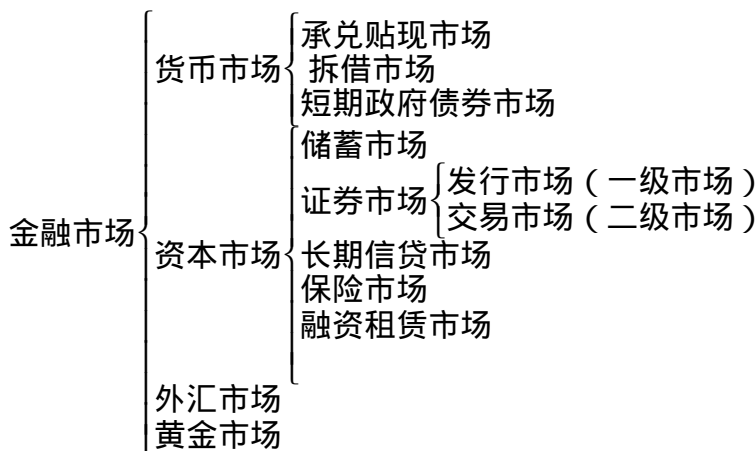 承兑贴现市场
货币市场
拆借市场
短期政府债券市场
储蓄市场
证券市场
发行市场（一级市场）
交易市场（二级市场）
金融市场
资本市场
长期信贷市场
保险市场
融资租赁市场
外汇市场
黄金市场